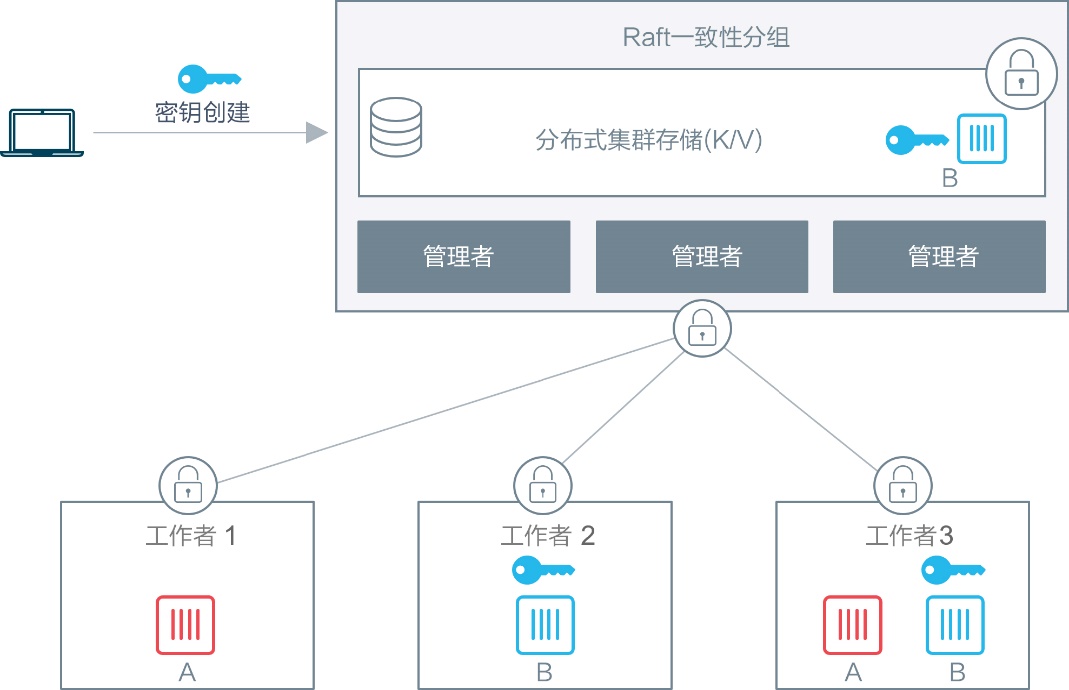 Raft一致性分组
密钥创建
分布式集群存储(K/V)
B
管理者
管理者
管理者
工作者 1
工作者 2
工作者3
A
B
A
B